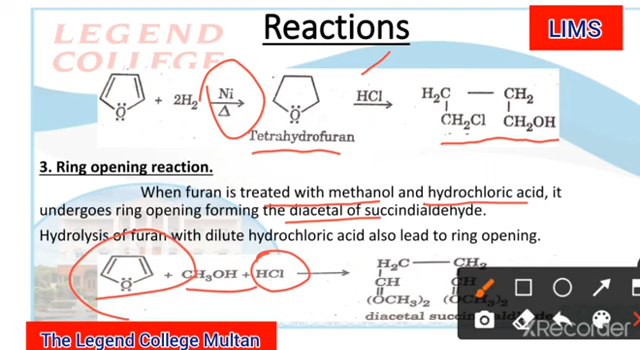 LEGEND
COLLEGE
Reactions
LIMS
+ 2H₂ Ni Δ
HCl
H₂C — CH₂
CH₂Cl CH₂OH
O
O
Tetrahydrofuran
3. Ring opening reaction.
When furan is treated with methanol and hydrochloric acid, it
undergoes ring opening forming the diacetal of succindialdehyde.
Hydrolysis of furan with dilute hydrochloric acid also lead to ring opening.
O + CH₃OH + HCl
H₂C — CH₂
CH CH
(OCH₃)₂ (OCH₃)₂
diacetal
The Legend College Multan
XRecorder